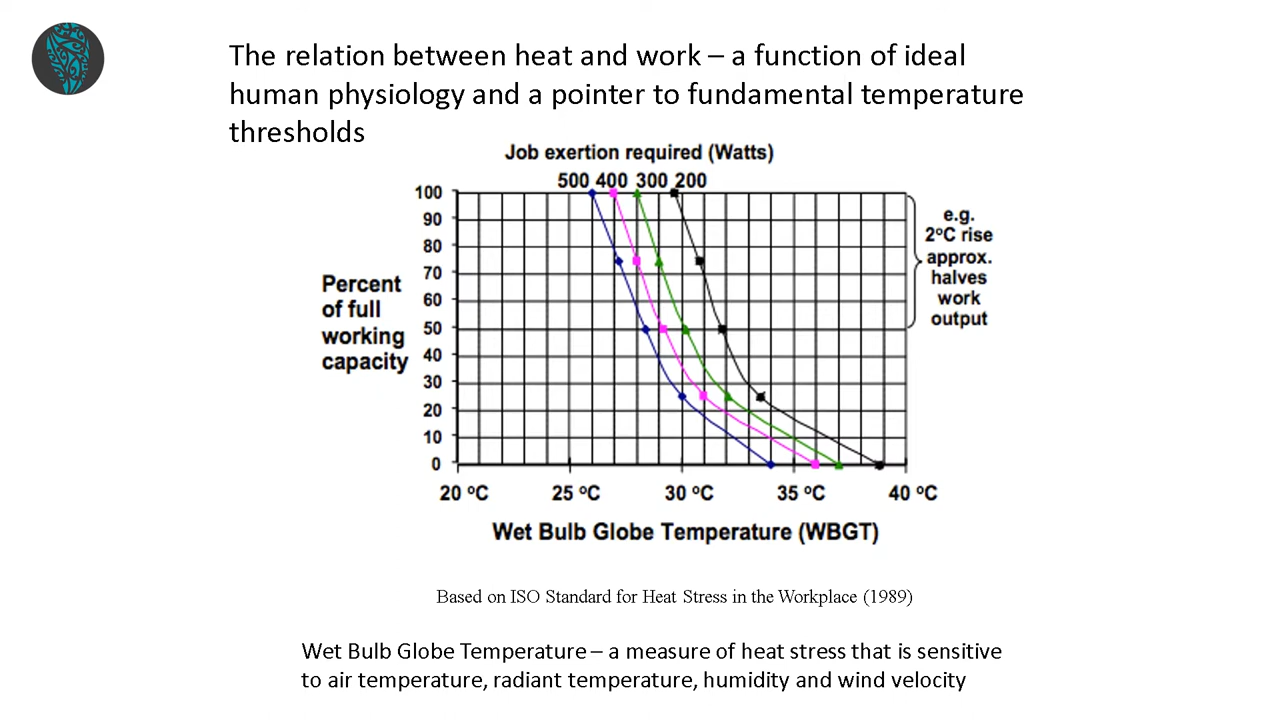 The relation between heat and work – a function of ideal
human physiology and a pointer to fundamental temperature
thresholds
Job exertion required (Watts)
500 400 300 200
100
90
80
70
60
50
40
30
20
10
0
Percent
of full
working
capacity
e.g.
2°C rise
approx.
halves
work
output
20 °C 25 °C 30 °C 35 °C 40 °C
Wet Bulb Globe Temperature (WBGT)
Based on ISO Standard for Heat Stress in the Workplace (1989)
Wet Bulb Globe Temperature – a measure of heat stress that is sensitive
to air temperature, radiant temperature, humidity and wind velocity